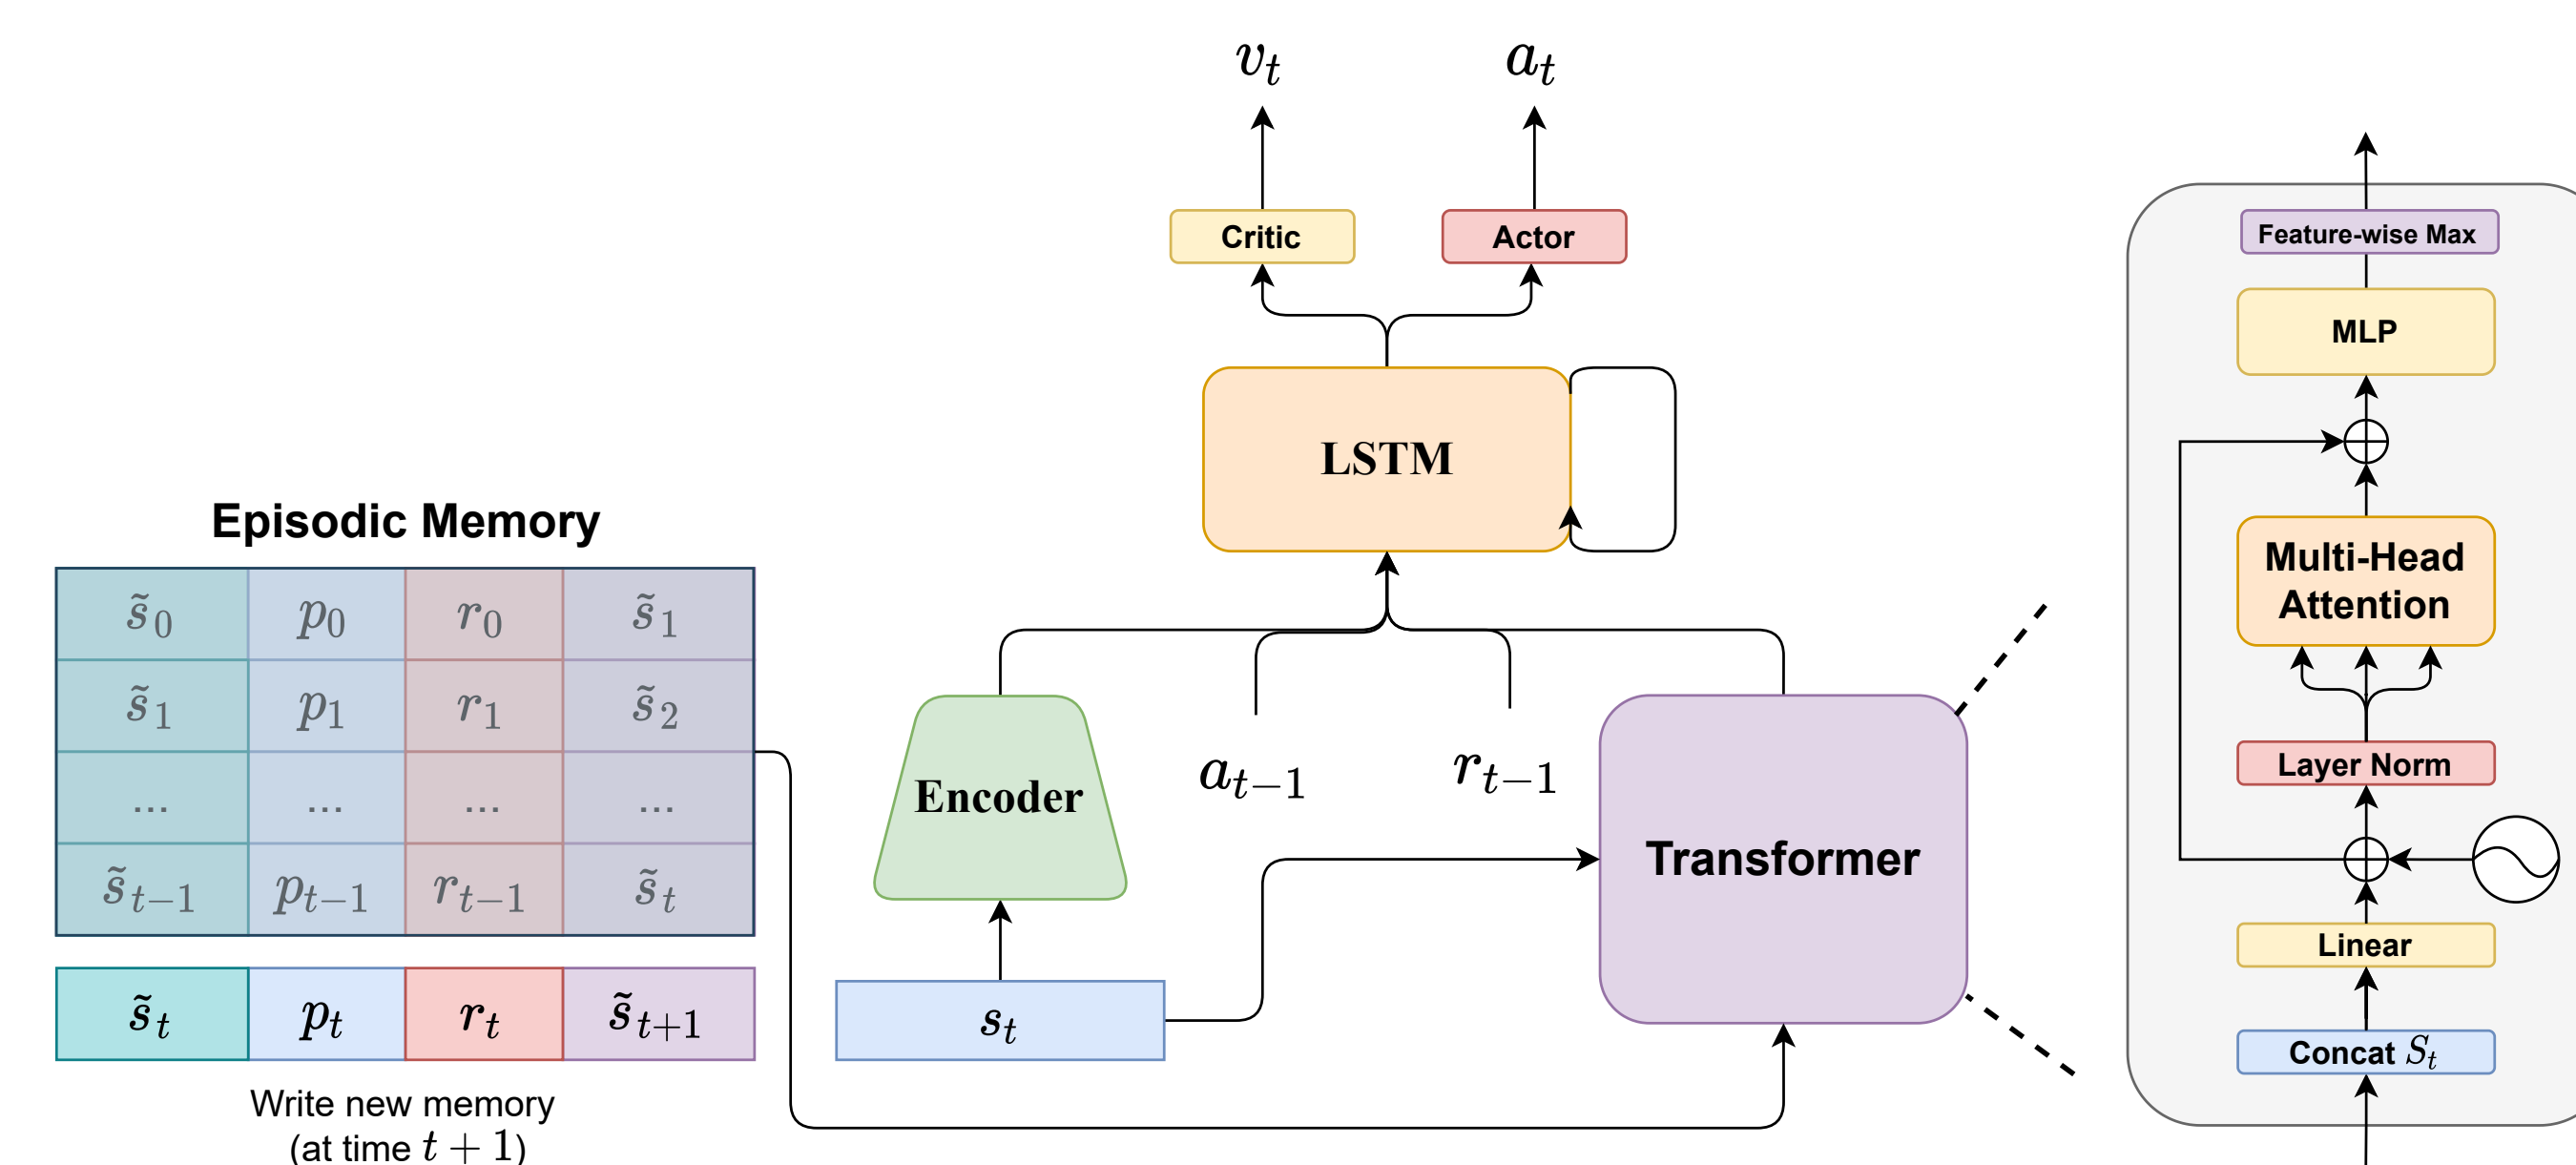 v_t a_t
Critic Actor
Feature-wise Max
MLP
LSTM
Episodic Memory
Multi-Head
Attention
s̃_0 p_0 r_0 s̃_1
s̃_1 p_1 r_1 s̃_2
... ... ... ...
s̃_{t-1} p_{t-1} r_{t-1} s̃_t
s̃_t p_t r_t s̃_{t+1}
Write new memory
(at time t + 1)
Encoder
a_{t-1} r_{t-1}
s_t
Transformer
Layer Norm
Linear
Concat S_t